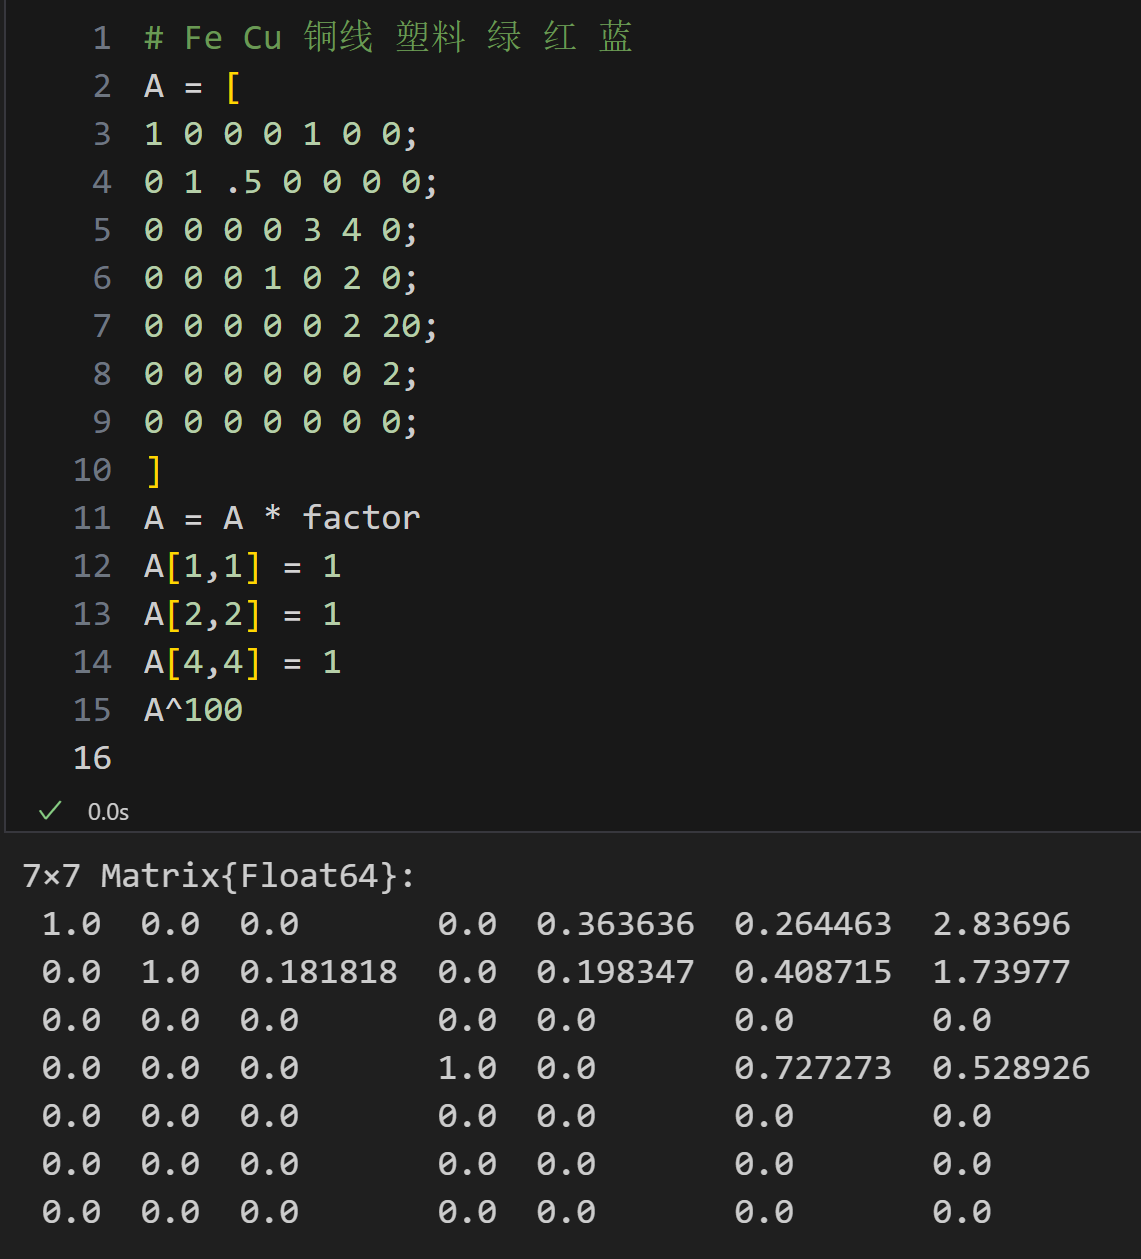 1 # Fe Cu 铜线 塑料 绿 红 蓝
2 A = [
3 1 0 0 0 1 0 0;
4 0 1 .5 0 0 0 0;
5 0 0 0 0 3 4 0;
6 0 0 0 1 0 2 0;
7 0 0 0 0 0 2 20;
8 0 0 0 0 0 0 2;
9 0 0 0 0 0 0 0;
10 ]
11 A = A * factor
12 A[1,1] = 1
13 A[2,2] = 1
14 A[4,4] = 1
15 A^100
16
✓ 0.0s
7×7 Matrix{Float64}:
1.0 0.0 0.0 0.0 0.363636 0.264463 2.83696
0.0 1.0 0.181818 0.0 0.198347 0.408715 1.73977
0.0 0.0 0.0 0.0 0.0 0.0 0.0
0.0 0.0 0.0 1.0 0.0 0.727273 0.528926
0.0 0.0 0.0 0.0 0.0 0.0 0.0
0.0 0.0 0.0 0.0 0.0 0.0 0.0
0.0 0.0 0.0 0.0 0.0 0.0 0.0